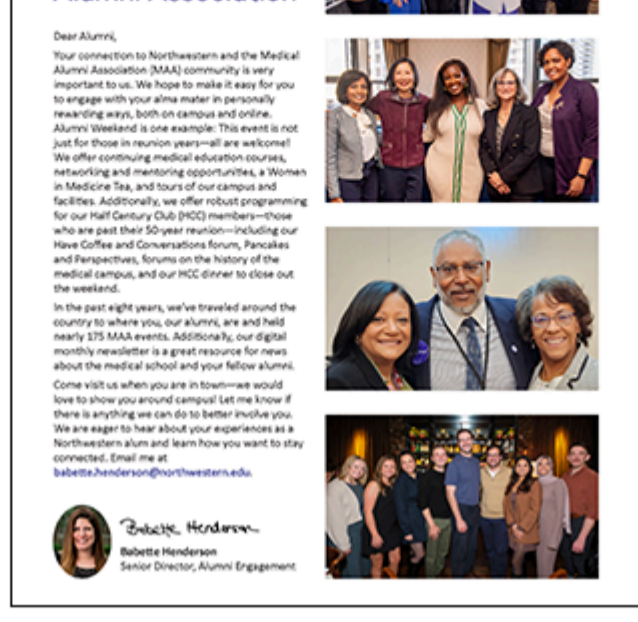 Alumni Association
Dear Alumni,
Your connection to Northwestern and the Medical
Alumni Association (MAA) community is very
important to us. We hope to make it easy for you
to engage with your alma mater in personally
rewarding ways, both on campus and online.
Alumni Weekend is one example: This event is not
just for those in reunion years—all are welcome!
We offer continuing medical education courses,
networking and mentoring opportunities, a Women
in Medicine Tea, and tours of our campus and
facilities. Additionally, we offer robust programming
for our Half Century Club (HCC) members—those
who are past their 50-year reunion—including our
Have Coffee and Conversations forum, Pancakes
and Perspectives, forums on the history of the
medical campus, and our HCC dinner to close out
the weekend.
In the past eight years, we've traveled around the
country to where you, our alumni, are and held
nearly 175 MAA events. Additionally, our digital
monthly newsletter is a great resource for news
about the medical school and your fellow alumni.
Come visit us when you are in town—we would
love to show you around campus! Let me know if
there is anything we can do to better involve you.
We are eager to hear about your experiences as a
Northwestern alum and learn how you want to stay
connected. Email me at
babette.henderson@northwestern.edu.
Babette Henderson
Babette Henderson
Senior Director, Alumni Engagement